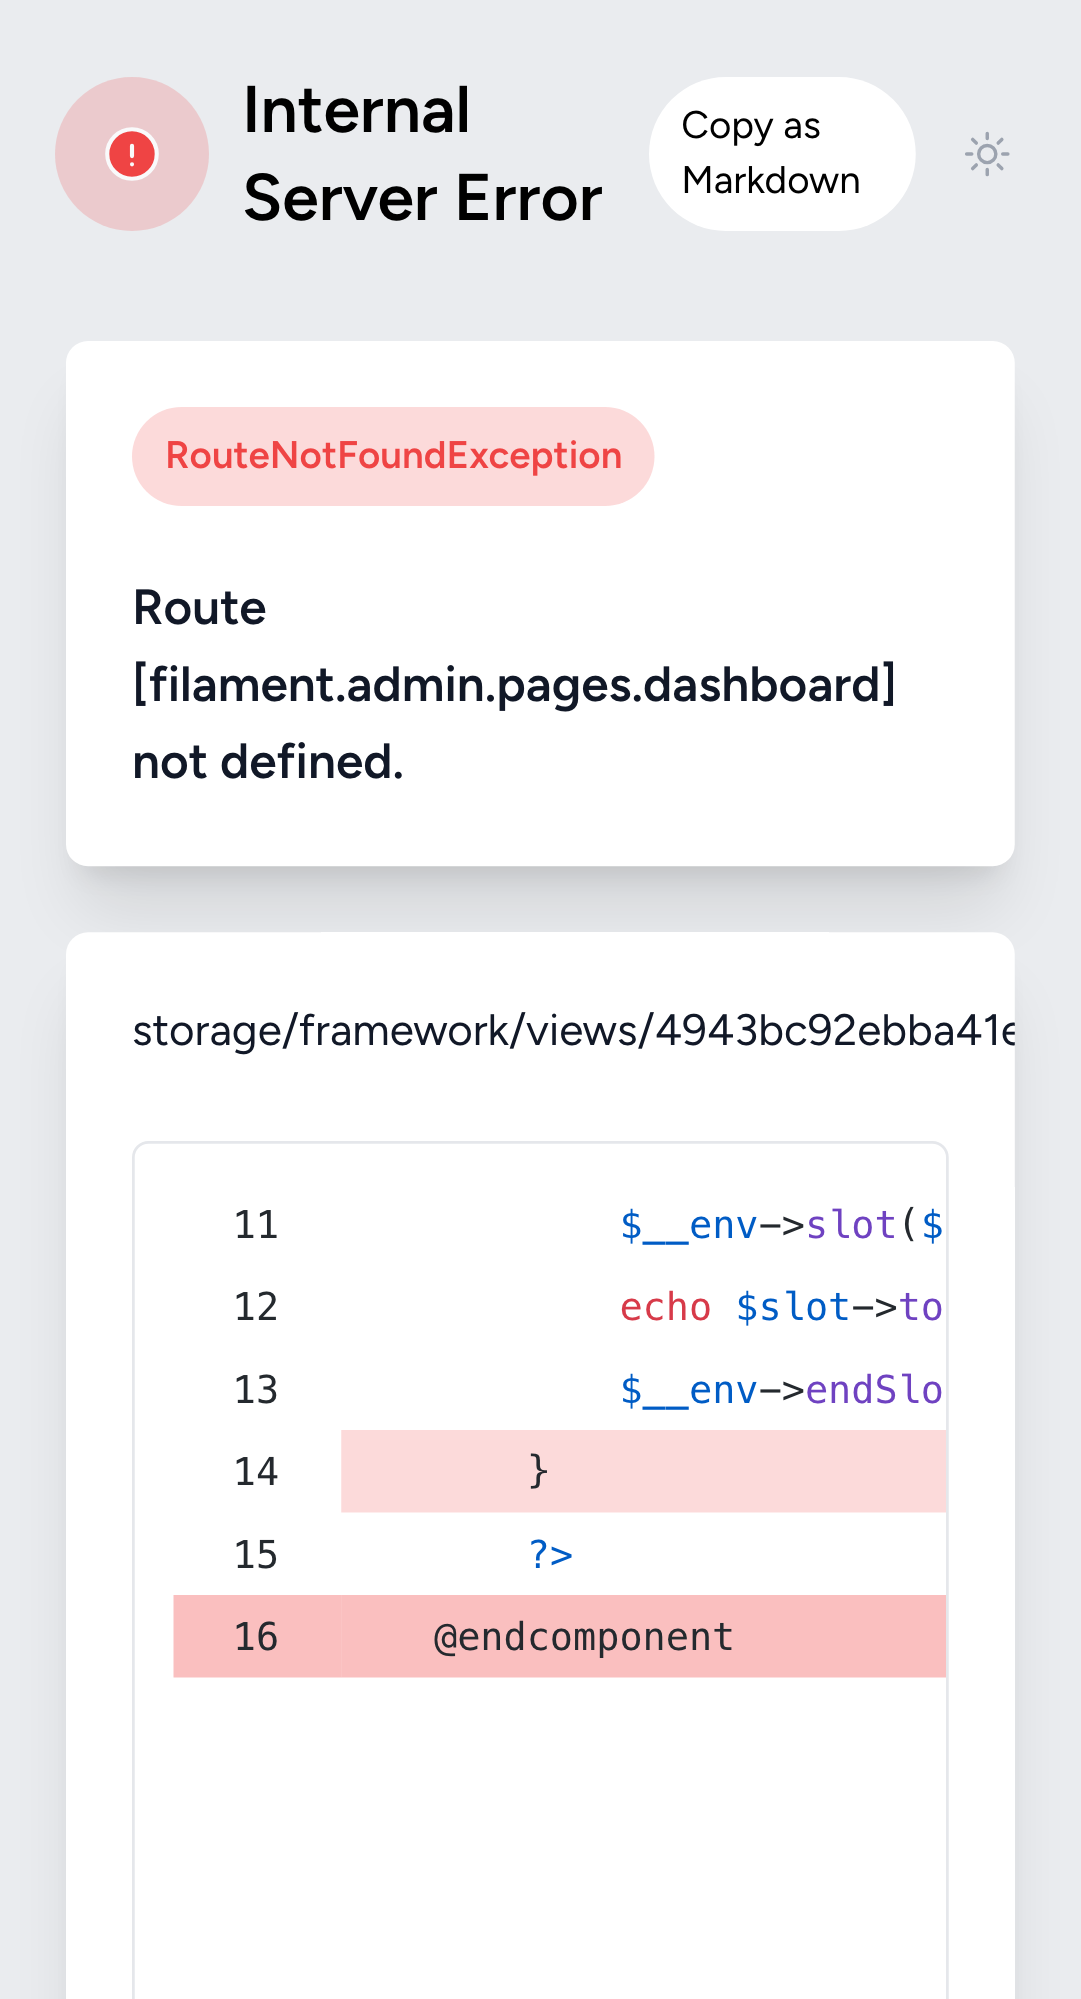 Internal
Server Error
Copy as
Markdown
RouteNotFoundException
Route
[filament.admin.pages.dashboard]
not defined.
storage/framework/views/4943bc92ebba41e
11 $__env->slot($
12 echo $slot->to
13 $__env->endSlo
14 }
15 ?>
16 @endcomponent